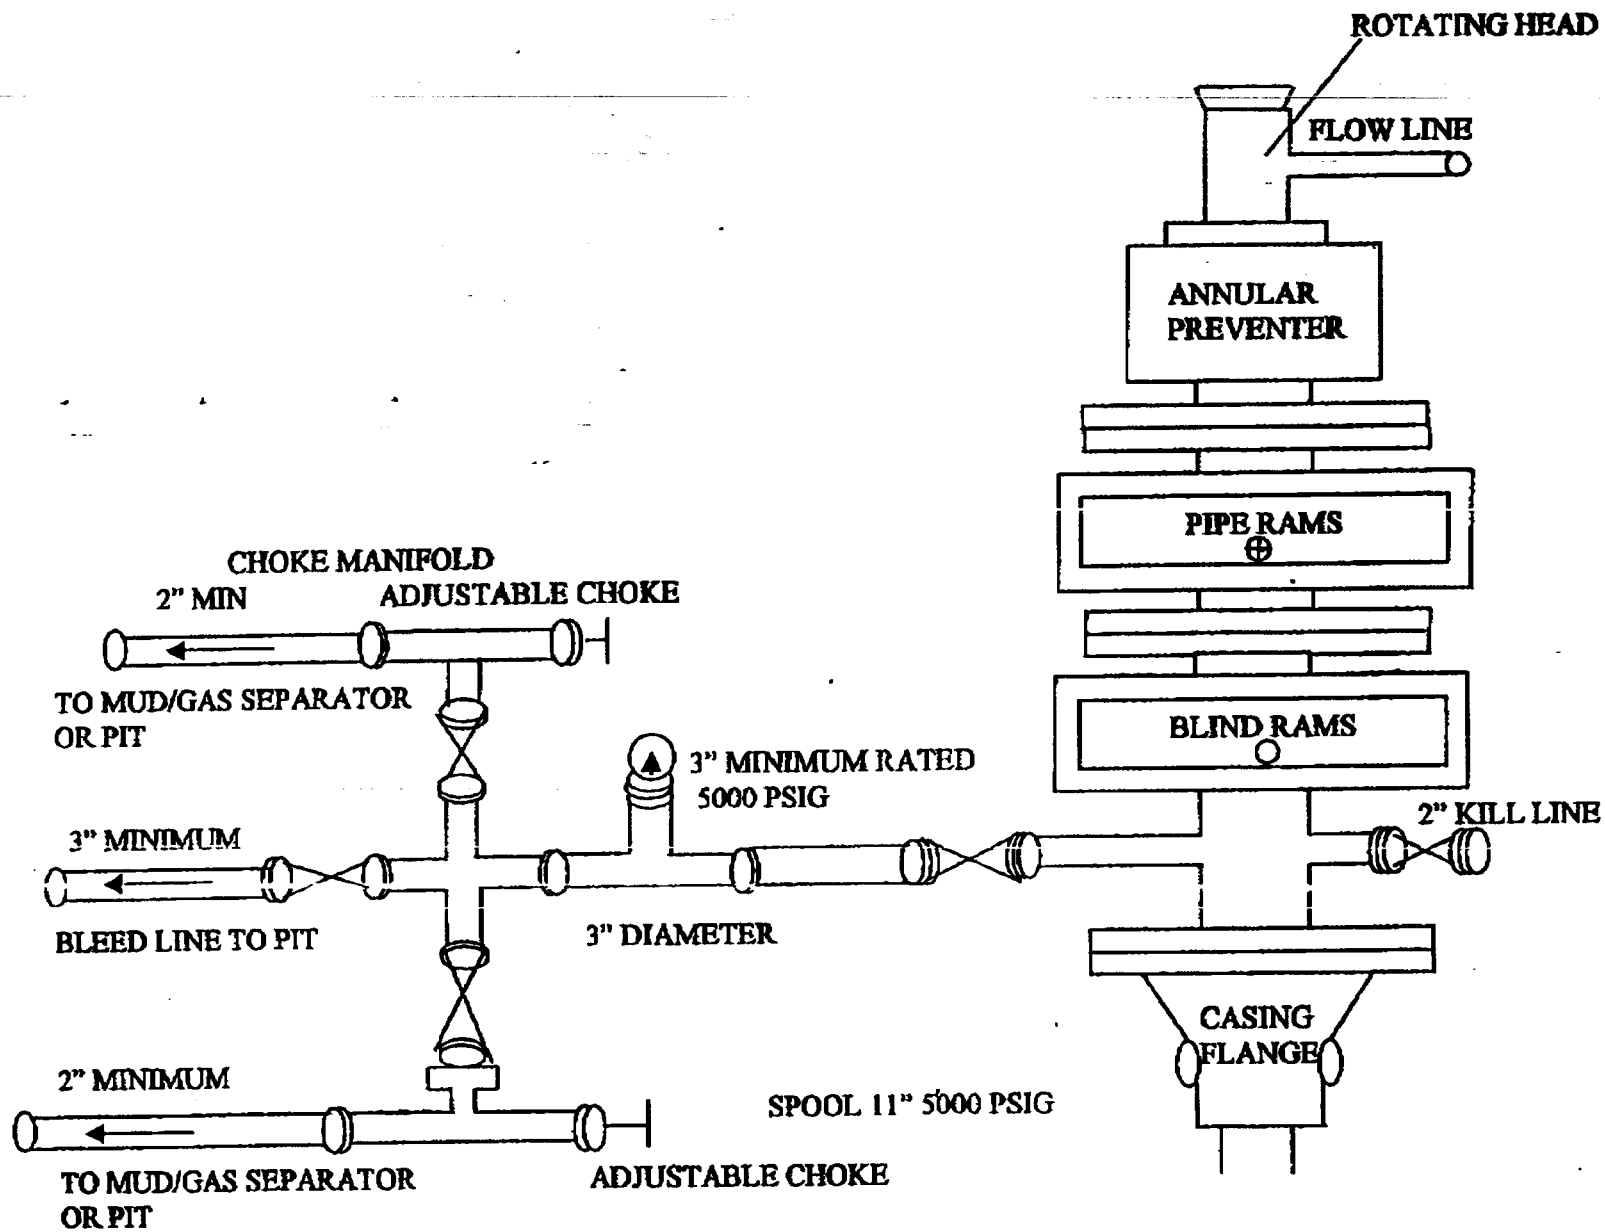 ROTATING HEAD
FLOW LINE
ANNULAR
PREVENTER
PIPE RAMS
CHOKE MANIFOLD
2" MIN
ADJUSTABLE CHOKE
TO MUD/GAS SEPARATOR
OR PIT
BLIND RAMS
3" MINIMUM RATED
5000 PSIG
2" KILL LINE
3" MINIMUM
BLEED LINE TO PIT
3" DIAMETER
CASING
FLANGE
2" MINIMUM
SPOOL 11" 5000 PSIG
TO MUD/GAS SEPARATOR
OR PIT
ADJUSTABLE CHOKE